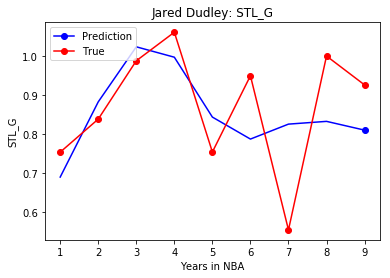 Jared Dudley: STL_G
Prediction
True
STL_G
1.0
0.9
0.8
0.7
0.6
1 2 3 4 5 6 7 8 9
Years in NBA